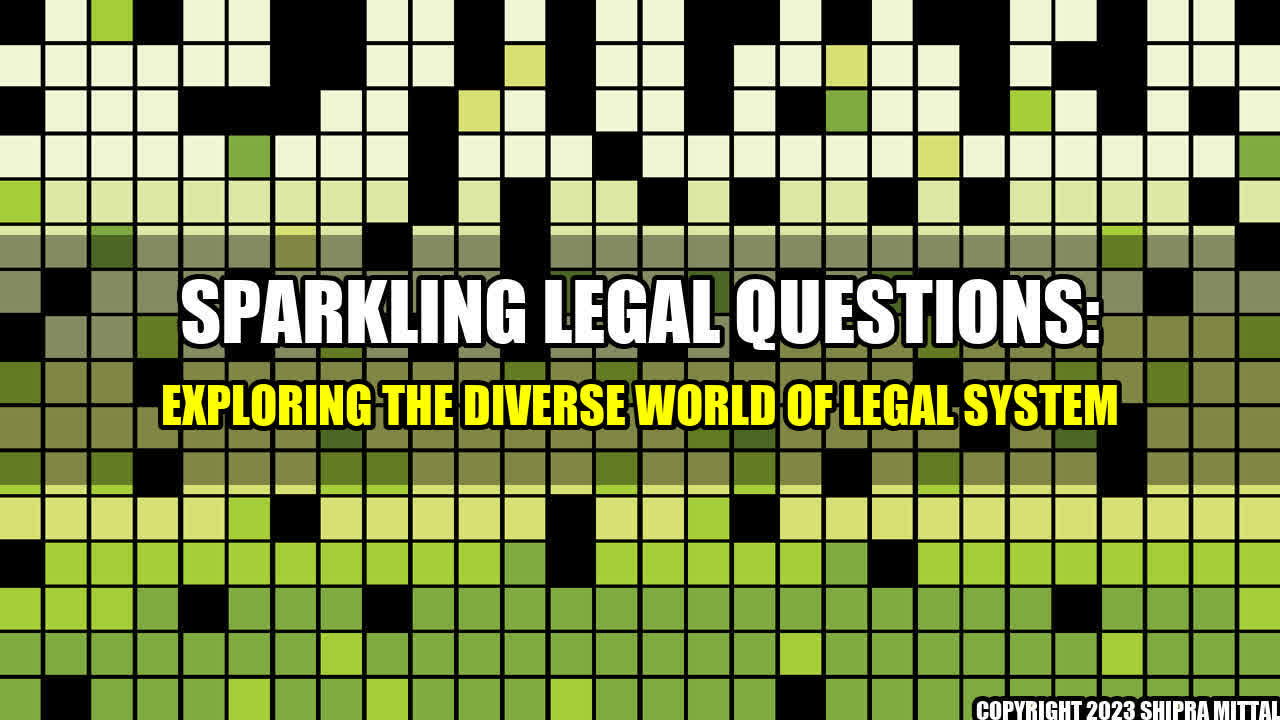 SPARKLING LEGAL QUESTIONS:
EXPLORING THE DIVERSE WORLD OF LEGAL SYSTEM
COPYRIGHT 2023 SHIPRA MITTAL